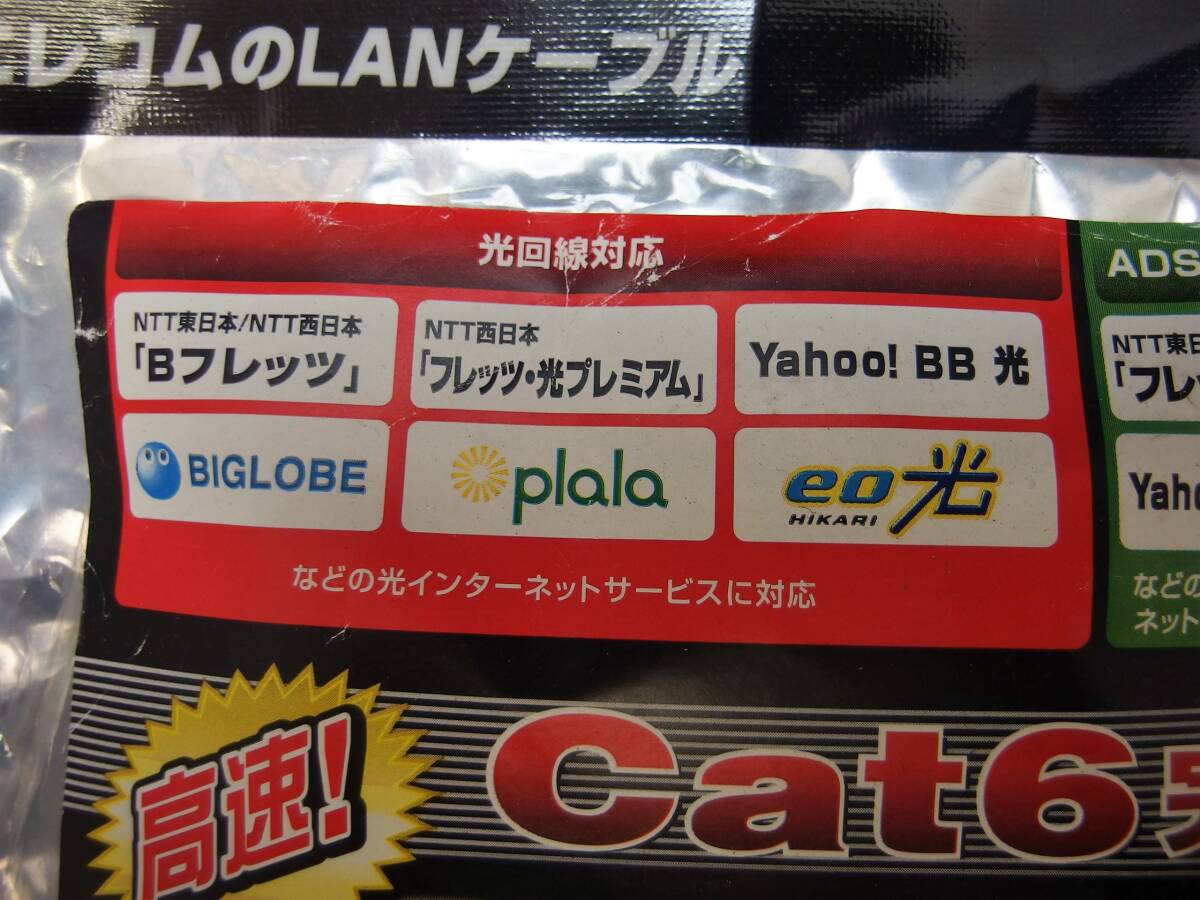 レコムのLANケーブル
光回線対応
NTT東日本/NTT西日本
「Bフレッツ」
NTT西日本
「フレッツ・光プレミアム」
Yahoo! BB 光
BIGLOBE
plala
eo光
HIKARI
などの光インターネットサービスに対応
ADS
NTT東日
「フレッ
Yaho
などの
ネット
高速!
Cat6